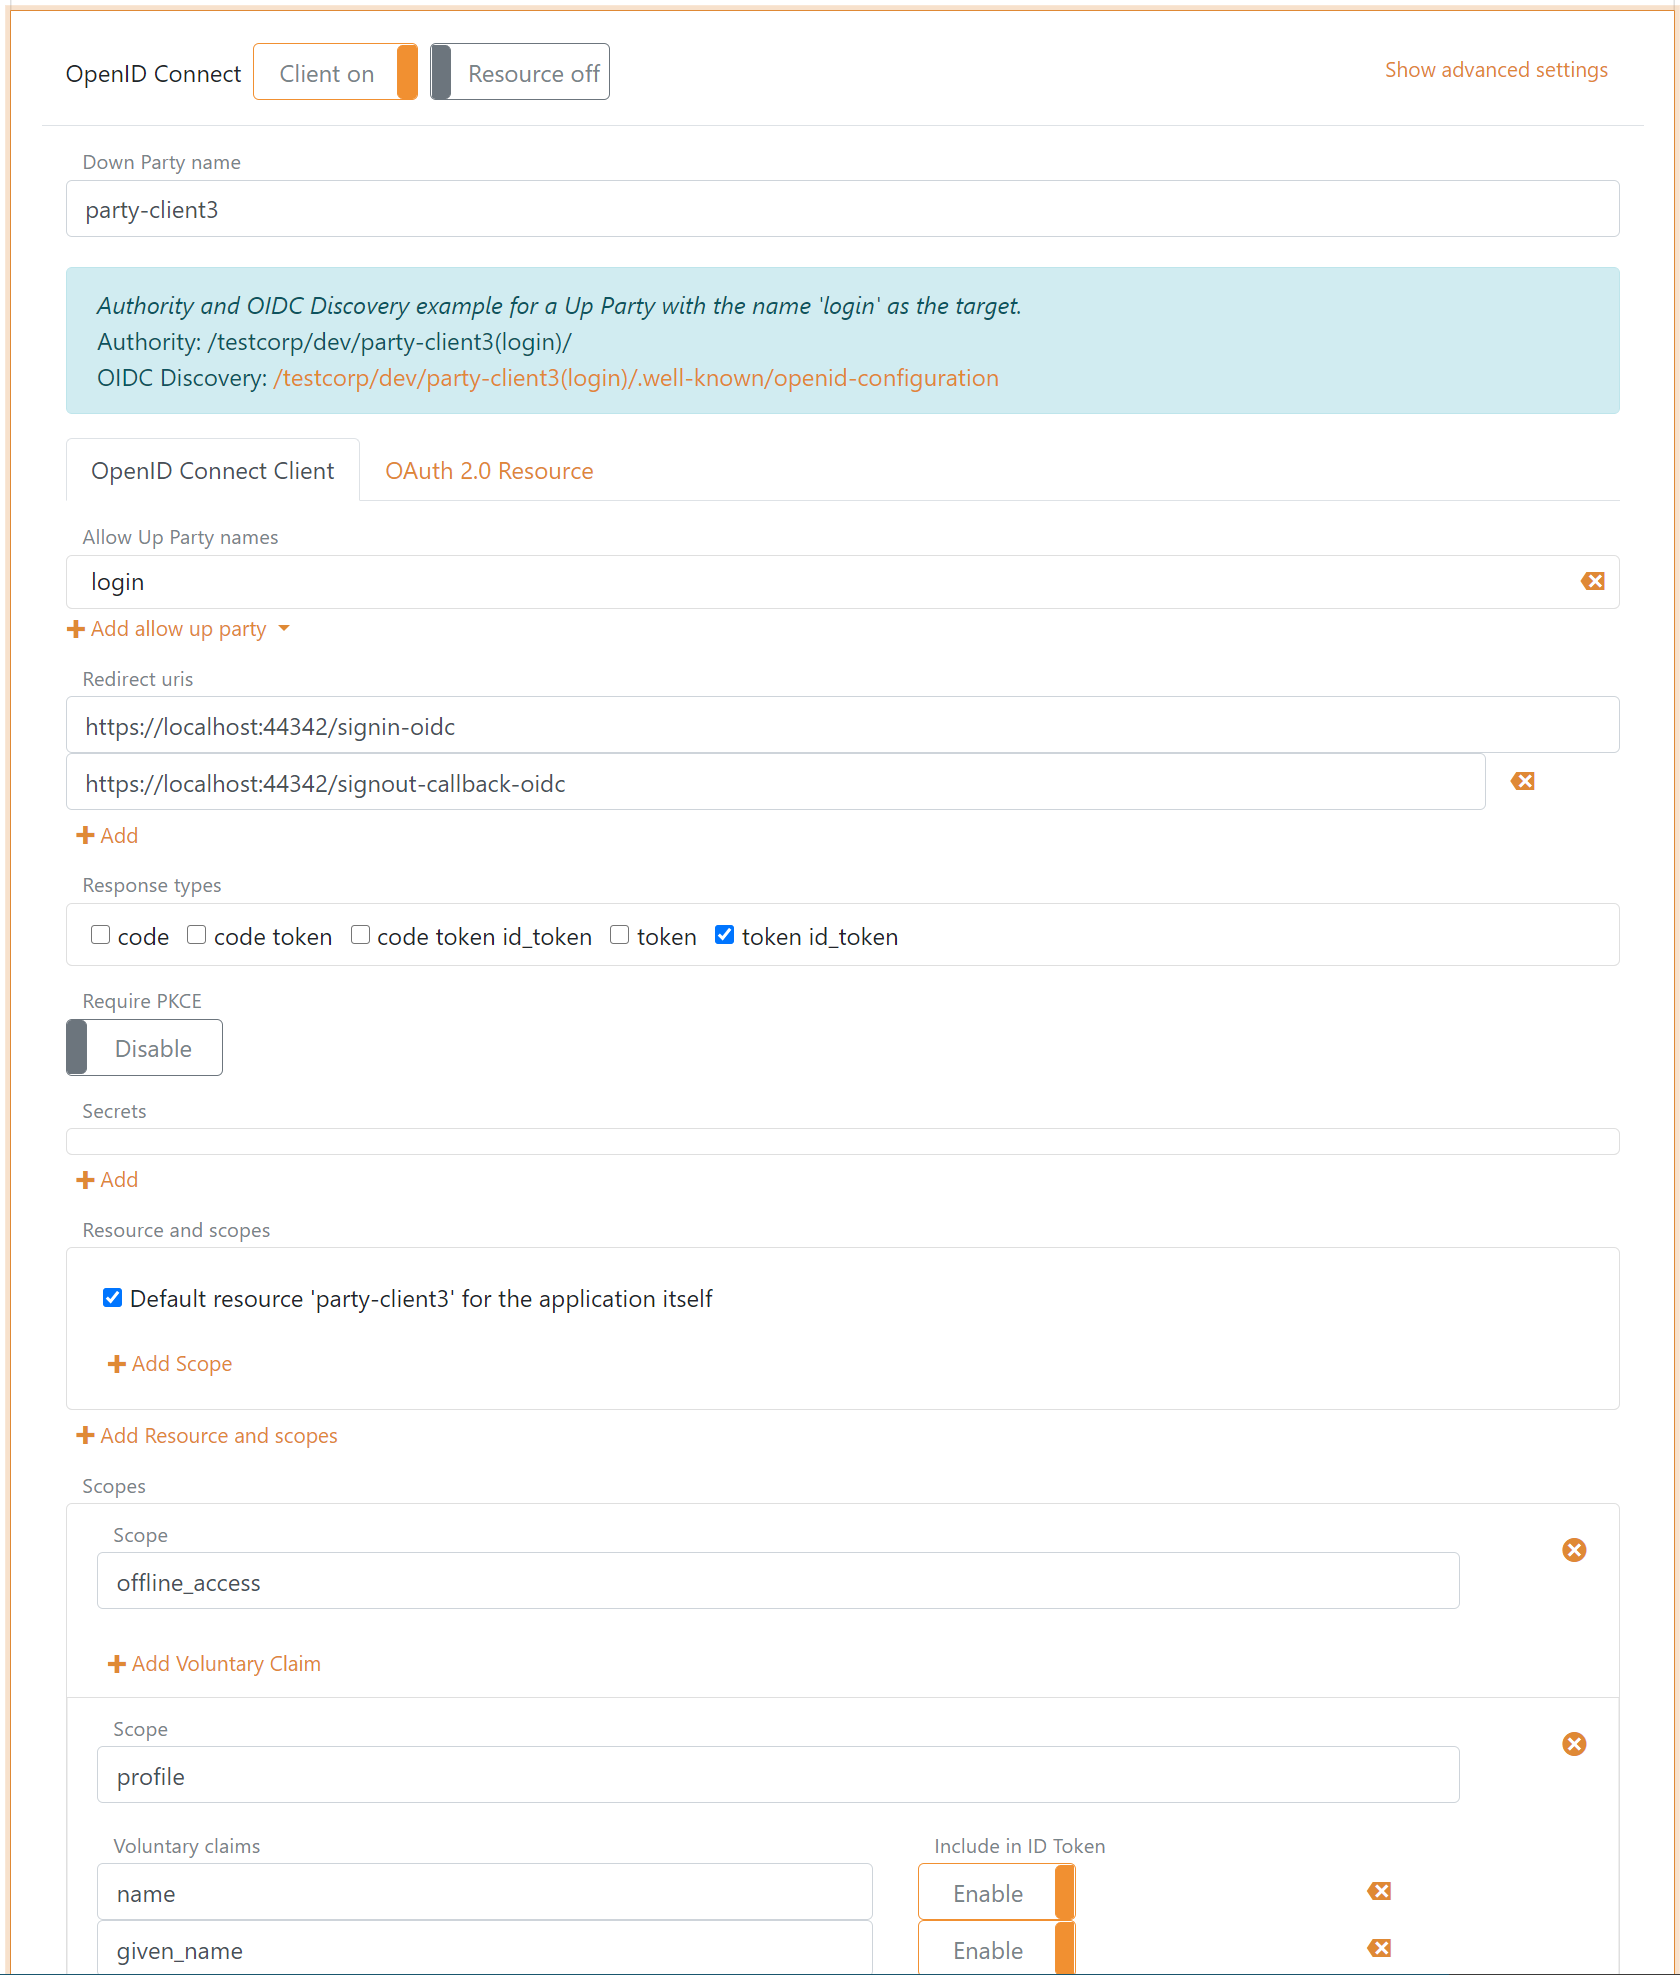 OpenID Connect Client on Resource off Show advanced settings
Down Party name
party-client3
Authority and OIDC Discovery example for a Up Party with the name 'login' as the target.
Authority: /testcorp/dev/party-client3(login)/
OIDC Discovery: /testcorp/dev/party-client3(login)/.well-known/openid-configuration
OpenID Connect Client OAuth 2.0 Resource
Allow Up Party names
login
Add allow up party
Redirect uris
https://localhost:44342/signin-oidc
https://localhost:44342/signout-callback-oidc
Add
Response types
code code token code token id_token token token id_token
Require PKCE
Disable
Secrets
Add
Resource and scopes
Default resource 'party-client3' for the application itself
Add Scope
Add Resource and scopes
Scopes
Scope
offline_access
Add Voluntary Claim
Scope
profile
Voluntary claims Include in ID Token
name Enable
given_name Enable